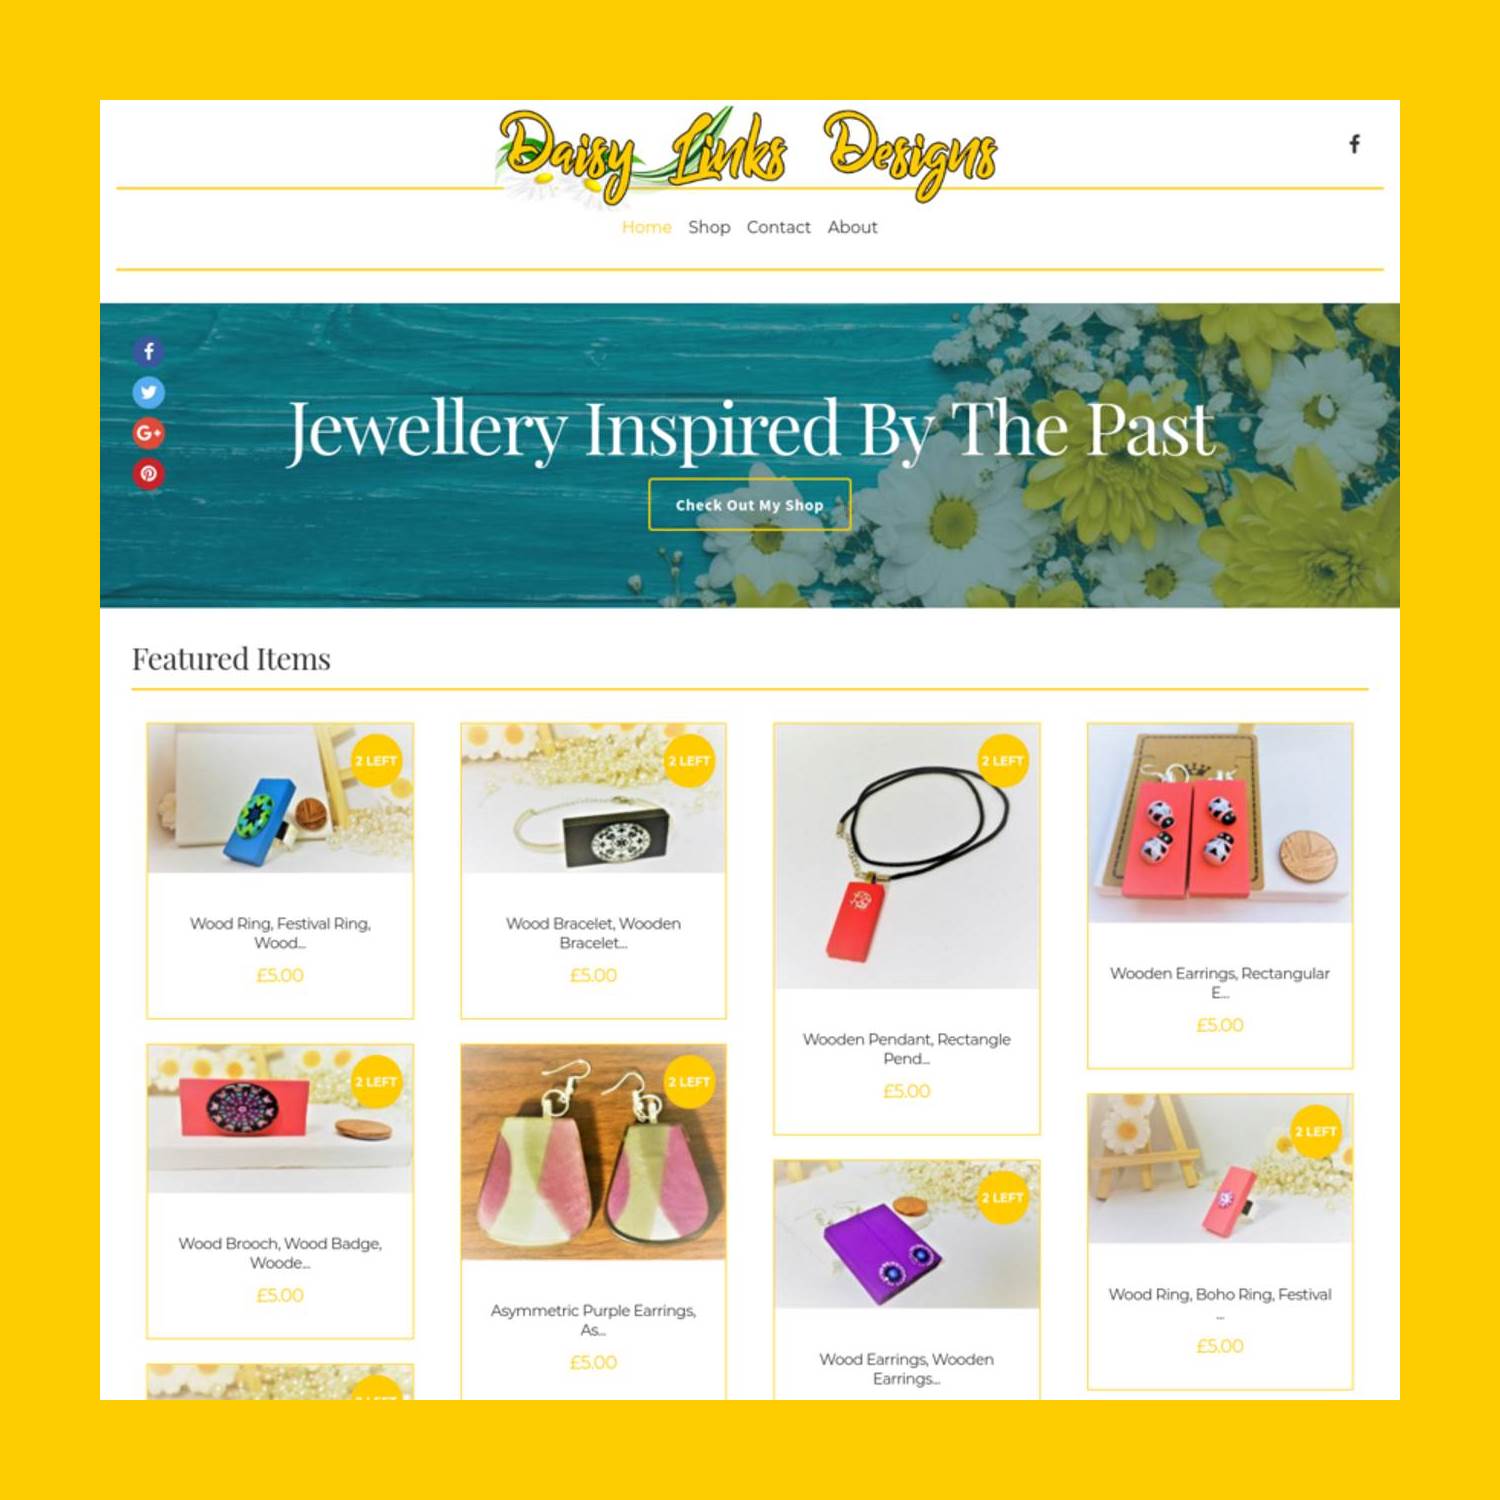 Daisy Links Designs
Home Shop Contact About
Jewellery Inspired By The Past
Check Out My Shop
Featured Items
2 LEFT
Wood Ring, Festival Ring,
Wood...
£5.00
2 LEFT
Wood Bracelet, Wooden
Bracelet...
£5.00
2 LEFT
Wooden Pendant, Rectangle
Pend...
£5.00
Wooden Earrings, Rectangular
E...
£5.00
2 LEFT
Wood Brooch, Wood Badge,
Woode...
£5.00
2 LEFT
Asymmetric Purple Earrings,
As...
£5.00
2 LEFT
Wood Earrings, Wooden
Earrings...
2 LEFT
Wood Ring, Boho Ring, Festival
...
£5.00